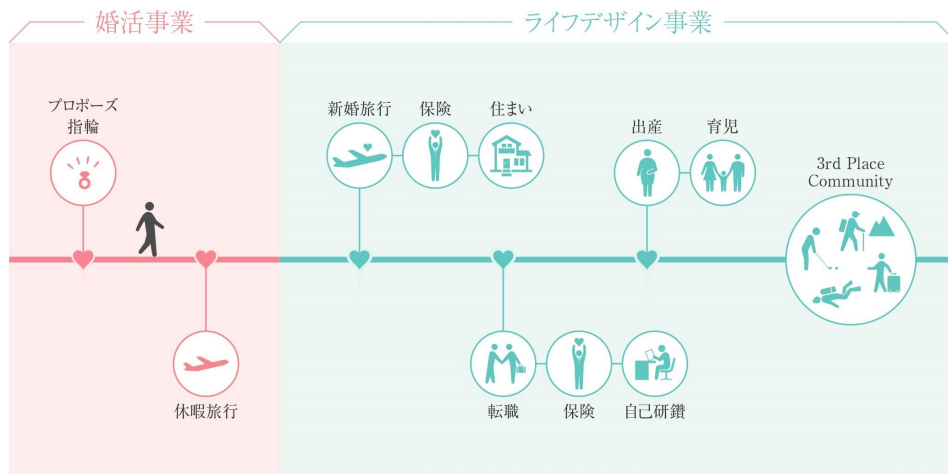 婚活事業
ライフデザイン事業
プロポーズ
指輪
新婚旅行
保険
住まい
出産
育児
3rd Place
Community
休暇旅行
転職
保険
自己研鑽